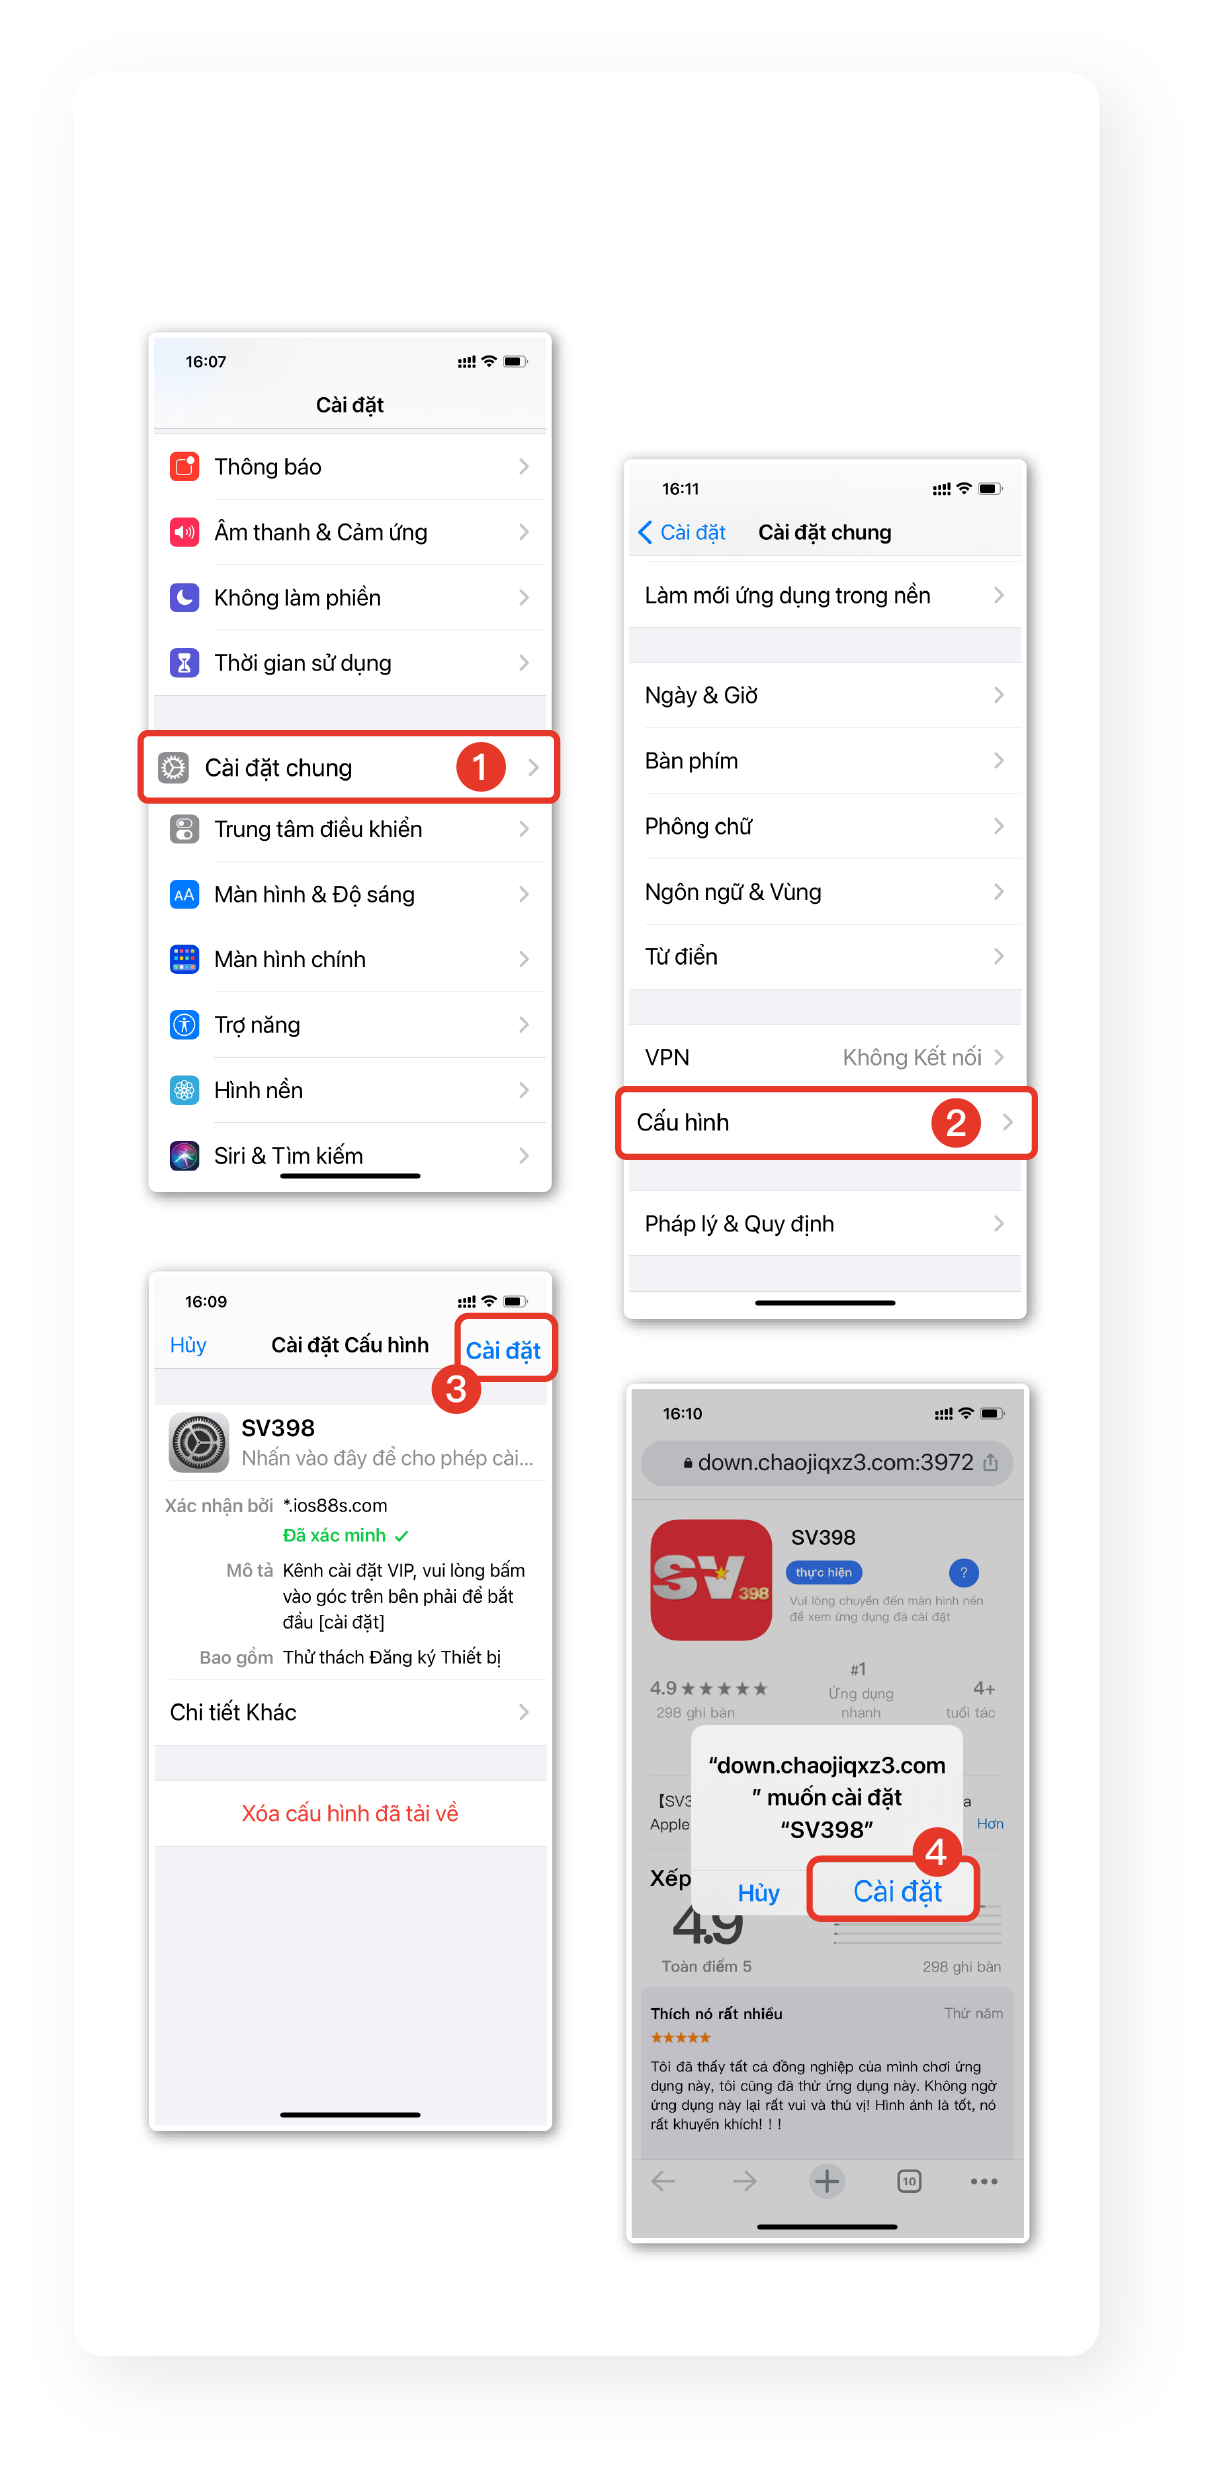 16:07
Cài đặt
Thông báo
Âm thanh & Cảm ứng
Không làm phiền
Thời gian sử dụng
Cài đặt chung
1
Trung tâm điều khiển
AA
Màn hình & Độ sáng
Màn hình chính
Trợ năng
Hình nền
Siri & Tìm kiếm
16:11
Cài đặt
Cài đặt chung
Làm mới ứng dụng trong nền
Ngày & Giờ
Bàn phím
Phông chữ
Ngôn ngữ & Vùng
Từ điển
VPN
Không Kết nối
Cấu hình
2
Pháp lý & Quy định
16:09
Hủy
Cài đặt Cấu hình
Cài đặt
3
SV398
Nhấn vào đây để cho phép cài...
Xác nhận bởi *.ios88s.com
Đã xác minh ✓
Mô tả Kênh cài đặt VIP, vui lòng bấm
vào góc trên bên phải để bắt
đầu [cài đặt]
Bao gồm Thử thách Đăng ký Thiết bị
Chi tiết Khác
Xóa cấu hình đã tải về
16:10
down.chaojiqxz3.com:3972
SV
398
SV398
thực hiện
?
Vui lòng chuyển đến màn hình nền
để xem ứng dụng đã cài đặt
4.9 ★★★★★
298 ghi bàn
#1
Ứng dụng
nhanh
4+
tuổi tác
“down.chaojiqxz3.com
” muốn cài đặt
“SV398”
Hủy
Cài đặt
4
【SV3
a
Apple
Hơn
Xếp
4.9
Toàn điểm 5
298 ghi bàn
Thích nó rất nhiều
Thứ năm
★★★★★
Tôi đã thấy tất cả đồng nghiệp của mình chơi ứng
dụng này, tôi cũng đã thử ứng dụng này. Không ngờ
ứng dụng này lại rất vui và thú vị! Hình ảnh là tốt, nó
rất khuyến khích! ! !
10